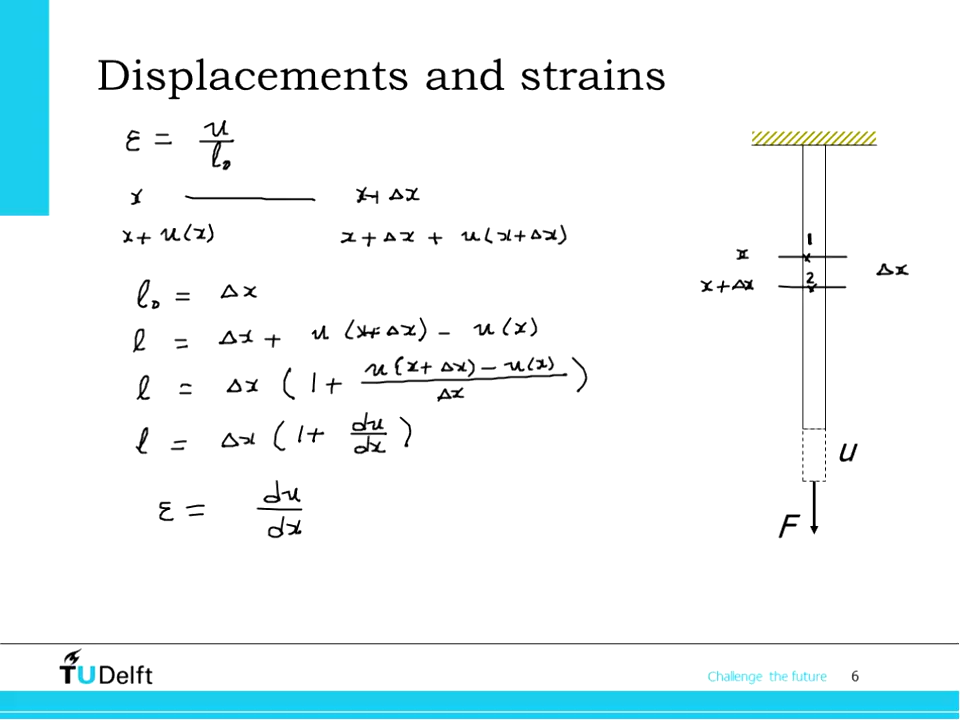 Displacements and strains
ε = u/l₀
x ——— x+Δx
x+u(x) x+Δx+u(x+Δx)
l₀ = Δx
l = Δx + u(x+Δx) − u(x)
l = Δx (1 + (u(x+Δx) − u(x))/Δx)
l = Δx (1 + du/dx)
ε = du/dx
1
x
2
x+Δx
Δx
u
F
TUDelft
Challenge the future 6